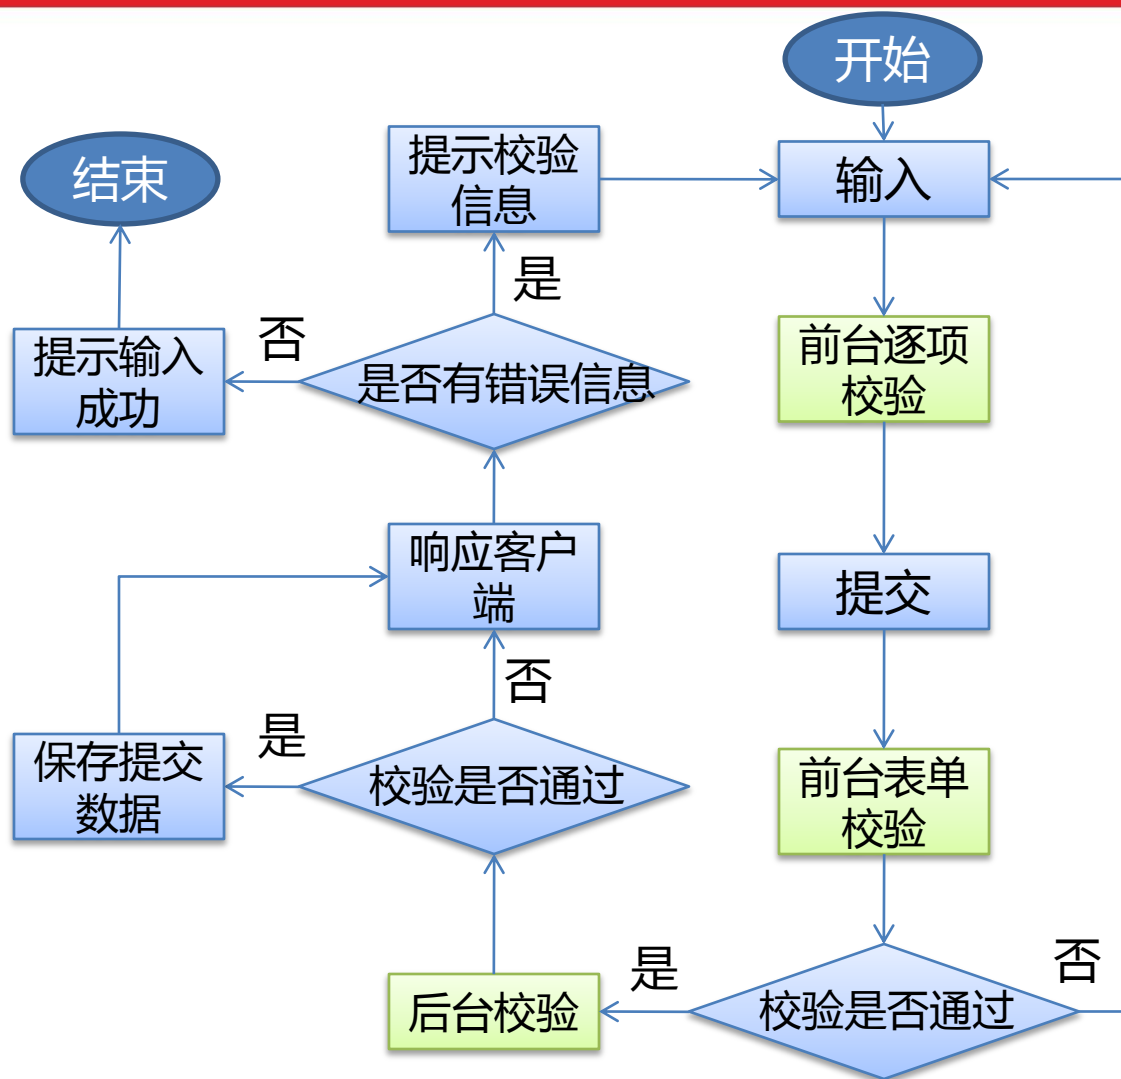 开始
结束
提示校验
信息
输入
是
否
提示输入
成功
是否有错误信息
前台逐项
校验
响应客户
端
提交
否
是
保存提交
数据
校验是否通过
前台表单
校验
是
否
后台校验
校验是否通过